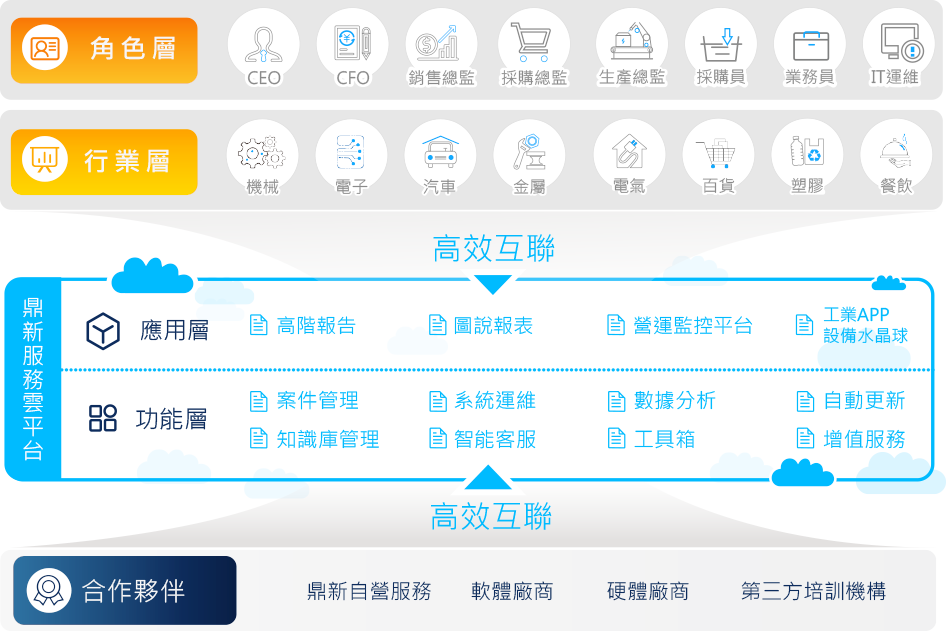 角色層
CEO
CFO
銷售總監
採購總監
生產總監
採購員
業務員
IT運維
行業層
機械
電子
汽車
金屬
電氣
百貨
塑膠
餐飲
高效互聯
鼎新服務雲平台
應用層
高階報告
圖說報表
營運監控平台
工業APP
設備水晶球
功能層
案件管理
系統運維
數據分析
自動更新
知識庫管理
智能客服
工具箱
增值服務
高效互聯
合作夥伴
鼎新自營服務
軟體廠商
硬體廠商
第三方培訓機構